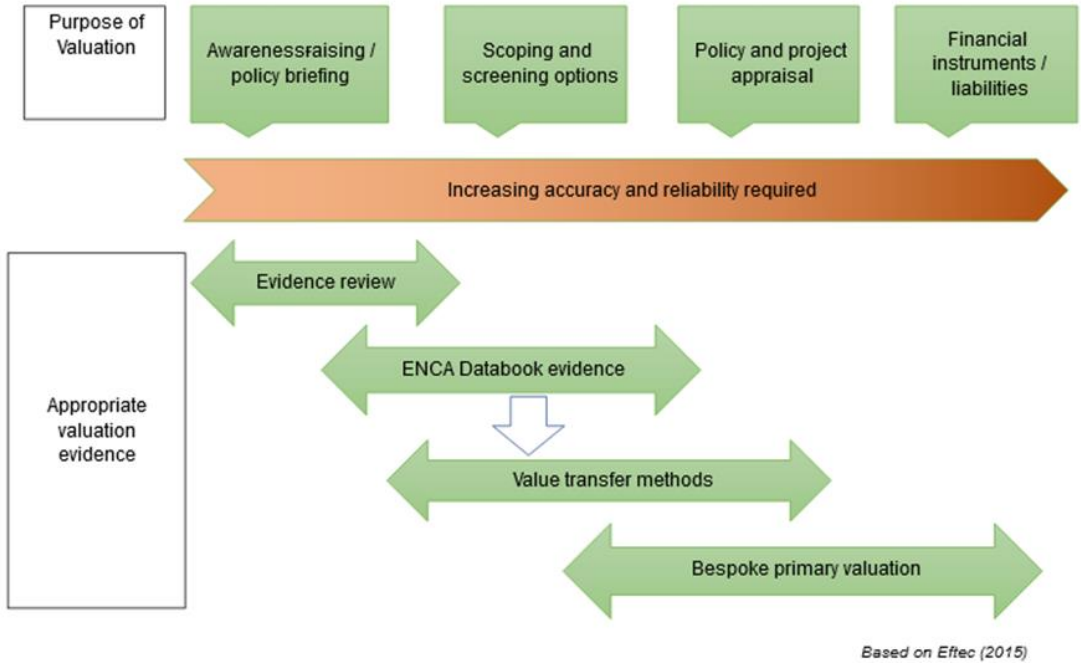 Purpose of
Valuation
Awarenessraising /
policy briefing
Scoping and
screening options
Policy and project
appraisal
Financial
instruments /
liabilities
Increasing accuracy and reliability required
Appropriate
valuation
evidence
Evidence review
ENCA Databook evidence
Value transfer methods
Bespoke primary valuation
Based on Eftec (2015)